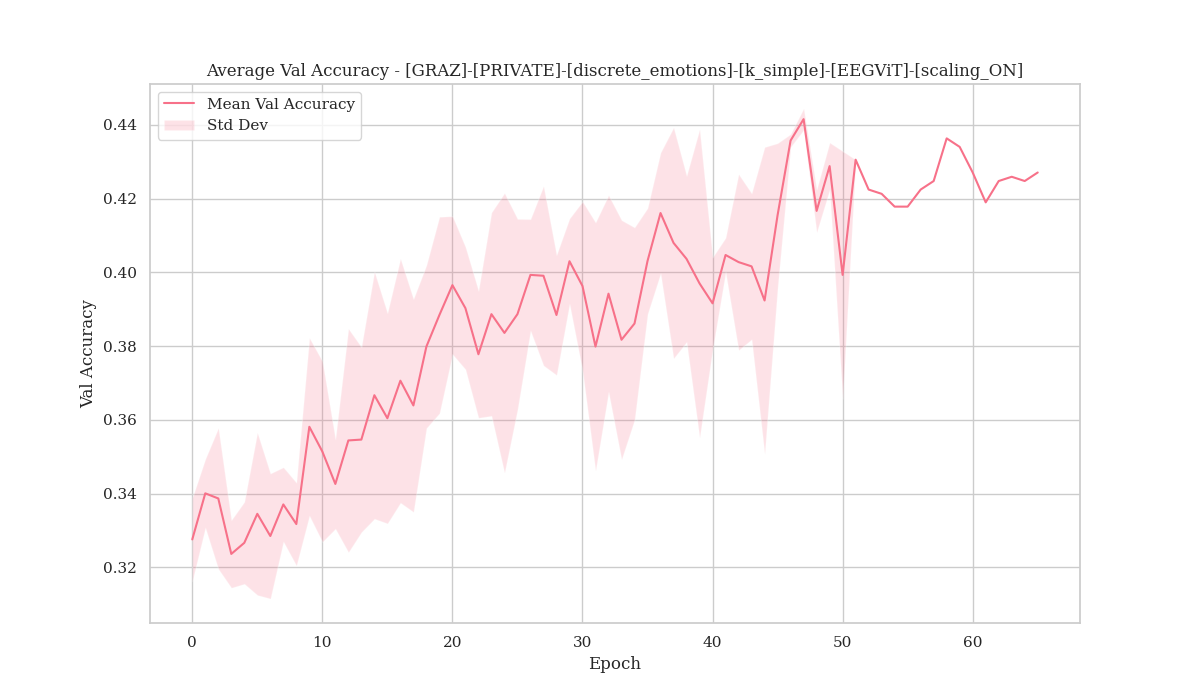 Average Val Accuracy - [GRAZ]-[PRIVATE]-[discrete_emotions]-[k_simple]-[EEGViT]-[scaling_ON]
Mean Val Accuracy
Std Dev
0.44
0.42
0.40
0.38
0.36
0.34
0.32
Val Accuracy
0 10 20 30 40 50 60
Epoch